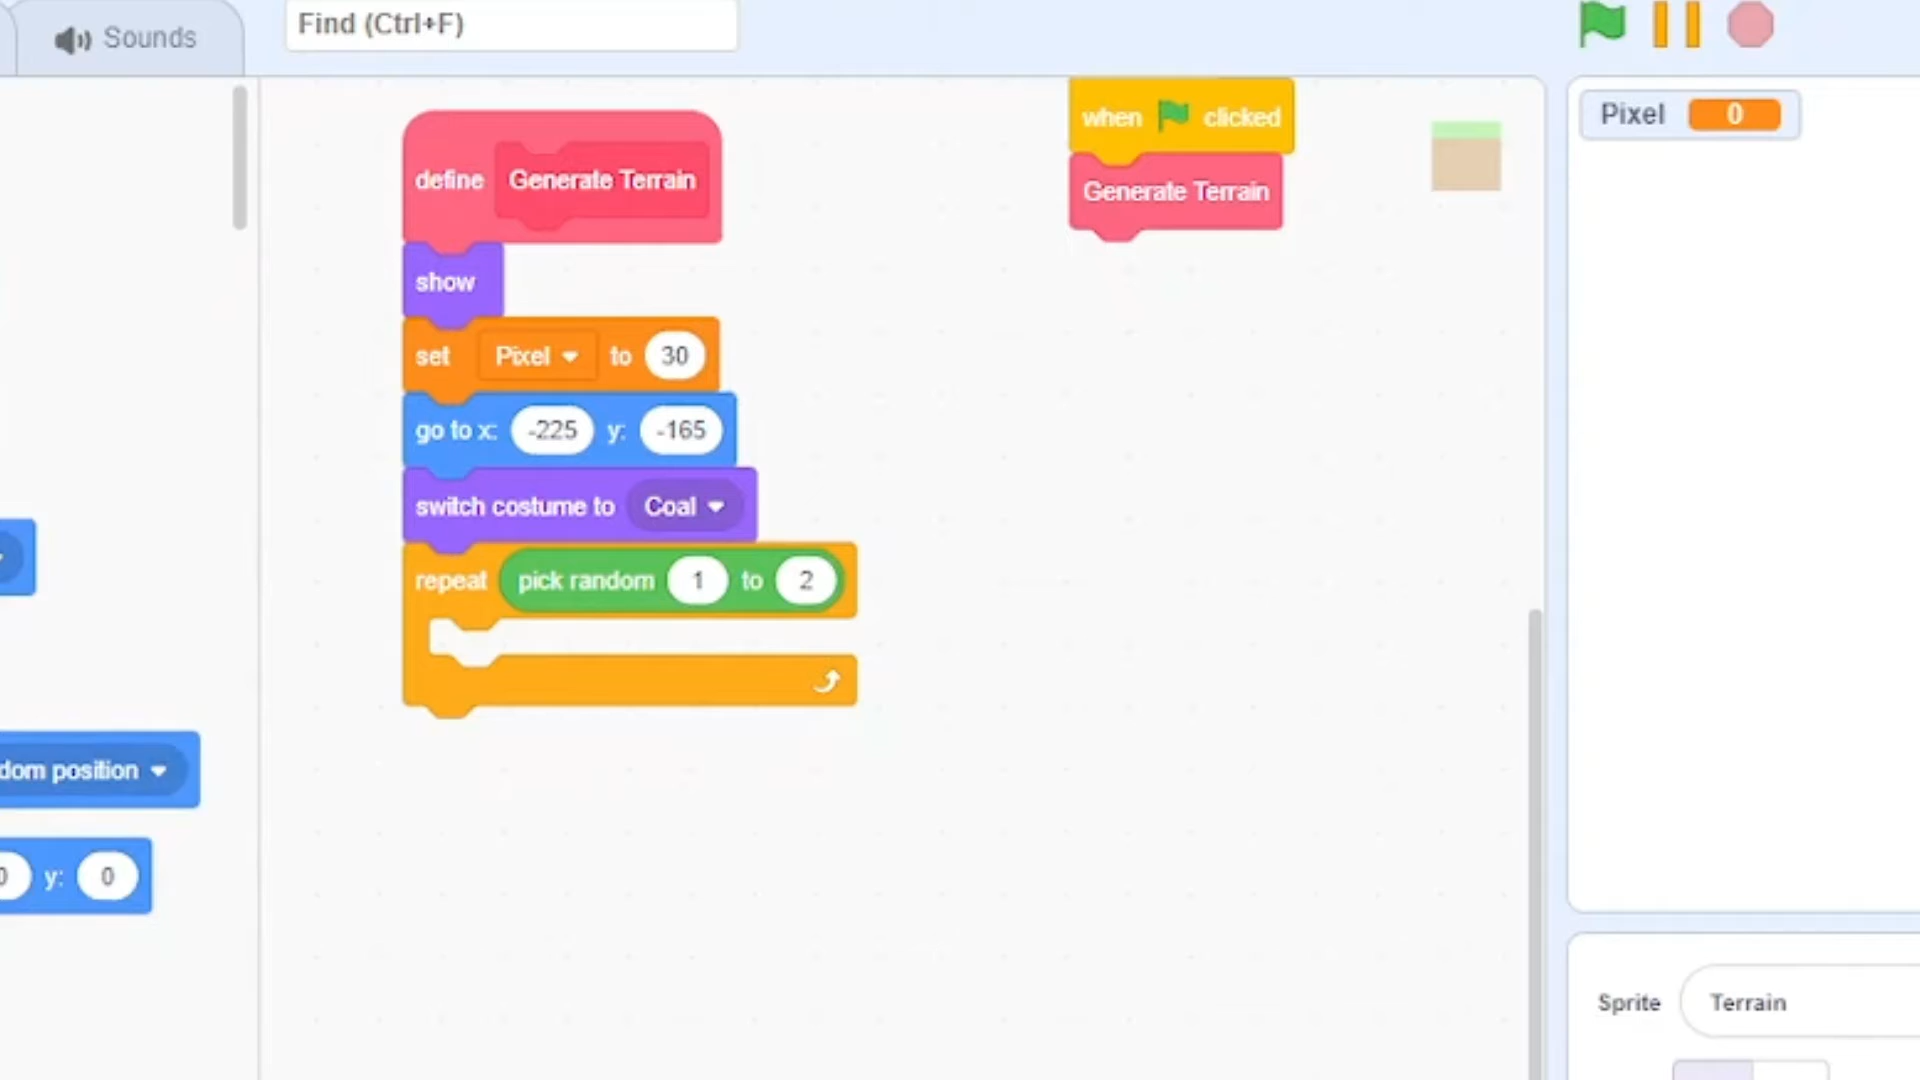 Sounds
Find (Ctrl+F)
define Generate Terrain
show
set Pixel to 30
go to x: -225 y: -165
switch costume to Coal
repeat pick random 1 to 2
when clicked
Generate Terrain
Pixel 0
dom position
0 y: 0
Sprite Terrain